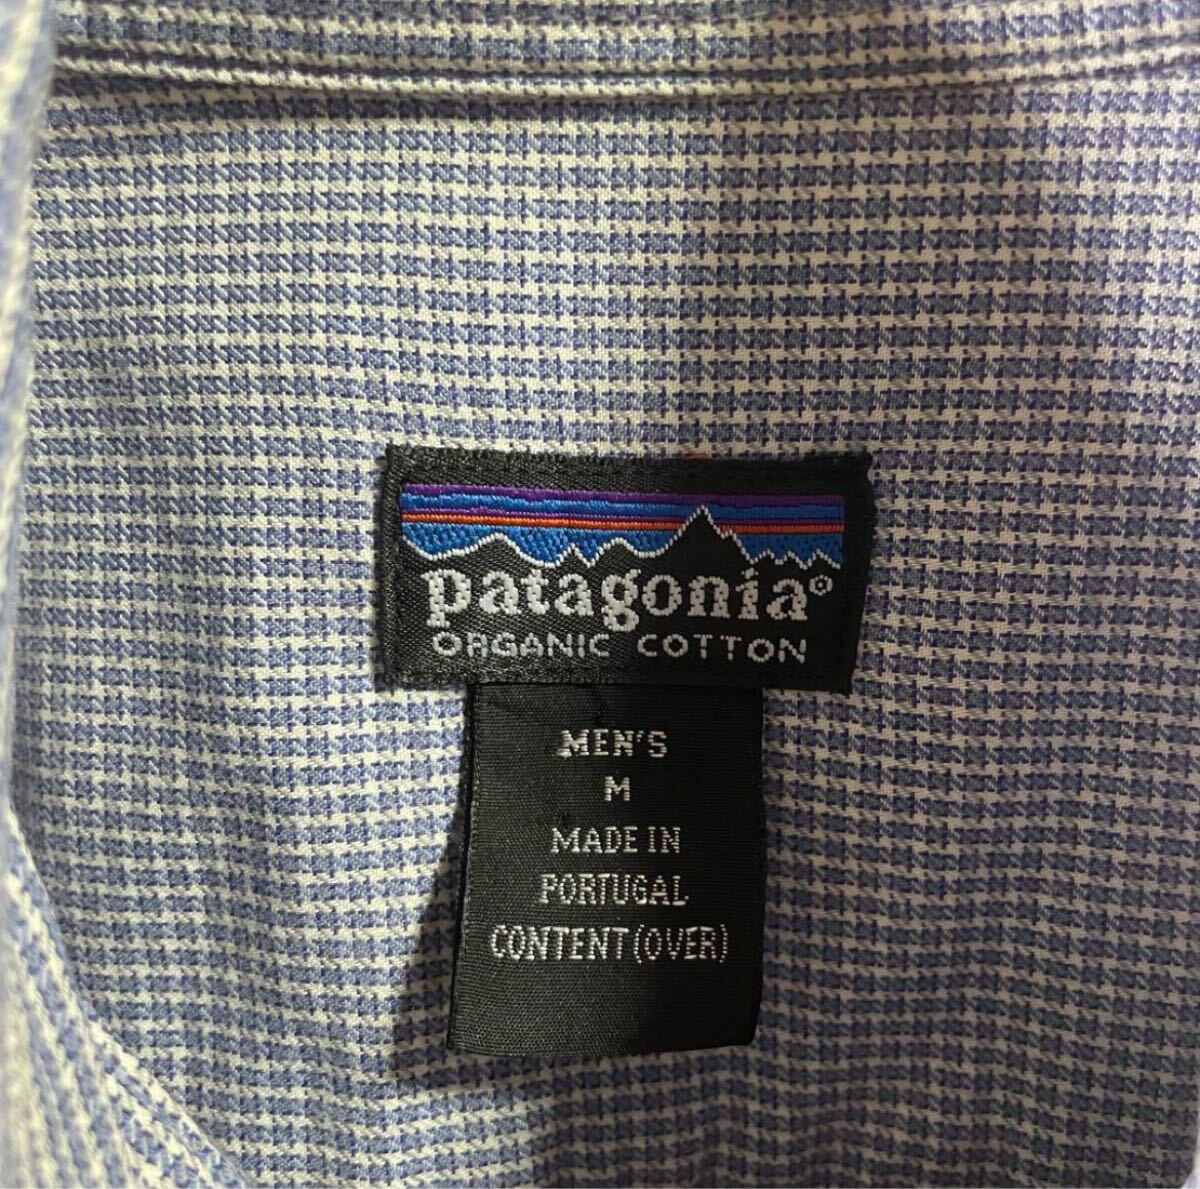 patagonia®
ORGANIC COTTON
MEN'S
M
MADE IN
PORTUGAL
CONTENT (OVER)